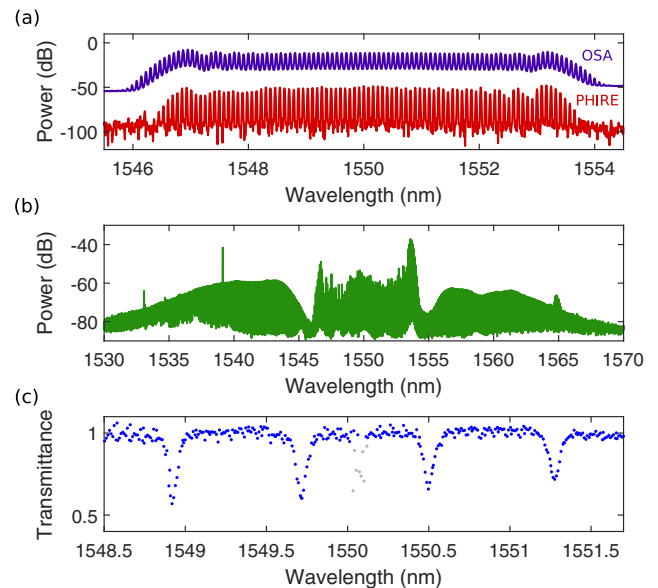 (a)
0
-50
-100
Power (dB)
OSA
PHIRE
1546 1548 1550 1552 1554
Wavelength (nm)
(b)
-40
-60
-80
Power (dB)
1530 1535 1540 1545 1550 1555 1560 1565 1570
Wavelength (nm)
(c)
1
0.5
Transmittance
1548.5 1549 1549.5 1550 1550.5 1551 1551.5
Wavelength (nm)